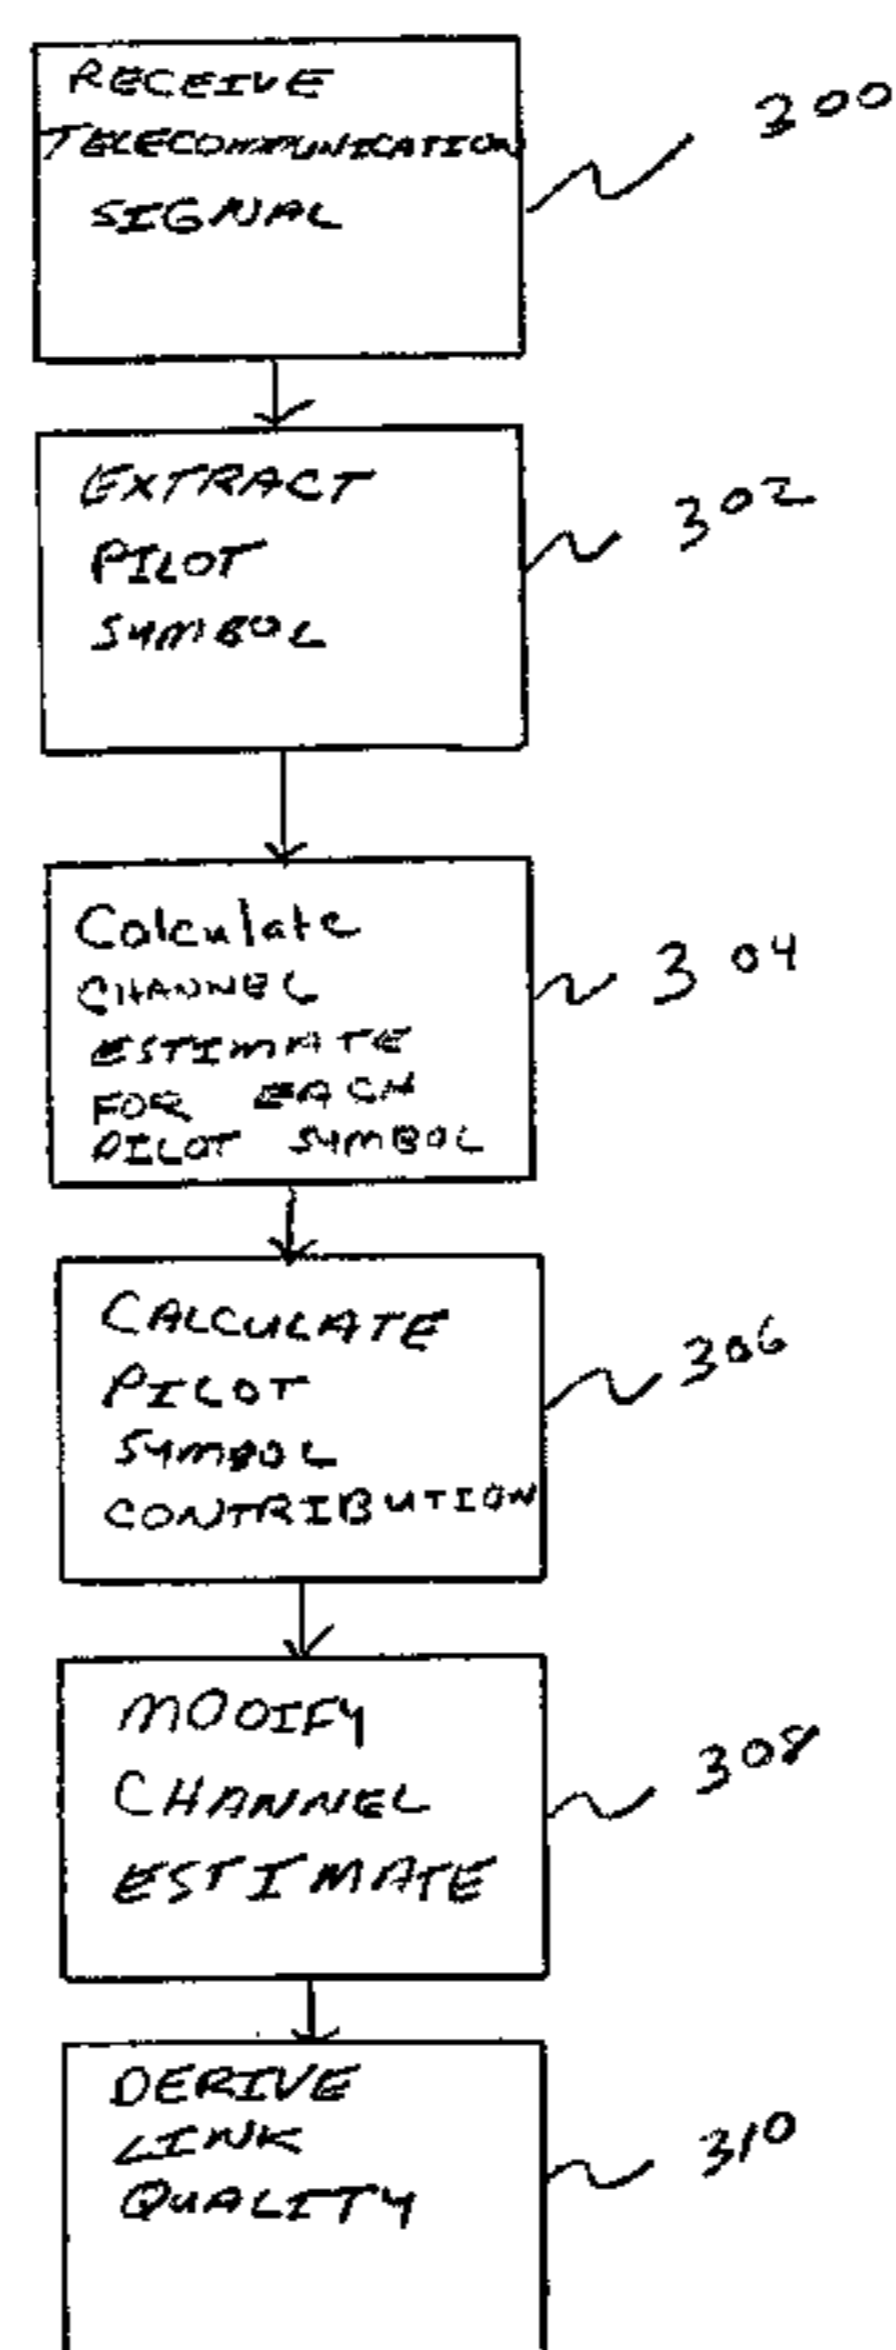 RECEIVE
TELECOMMUNICATION
SIGNAL
300
EXTRACT
PILOT
SYMBOL
302
Calculate
CHANNEL
ESTIMATE
FOR EACH
PILOT SYMBOL
304
CALCULATE
PILOT
SYMBOL
CONTRIBUTION
306
MODIFY
CHANNEL
ESTIMATE
308
DERIVE
LINK
QUALITY
310